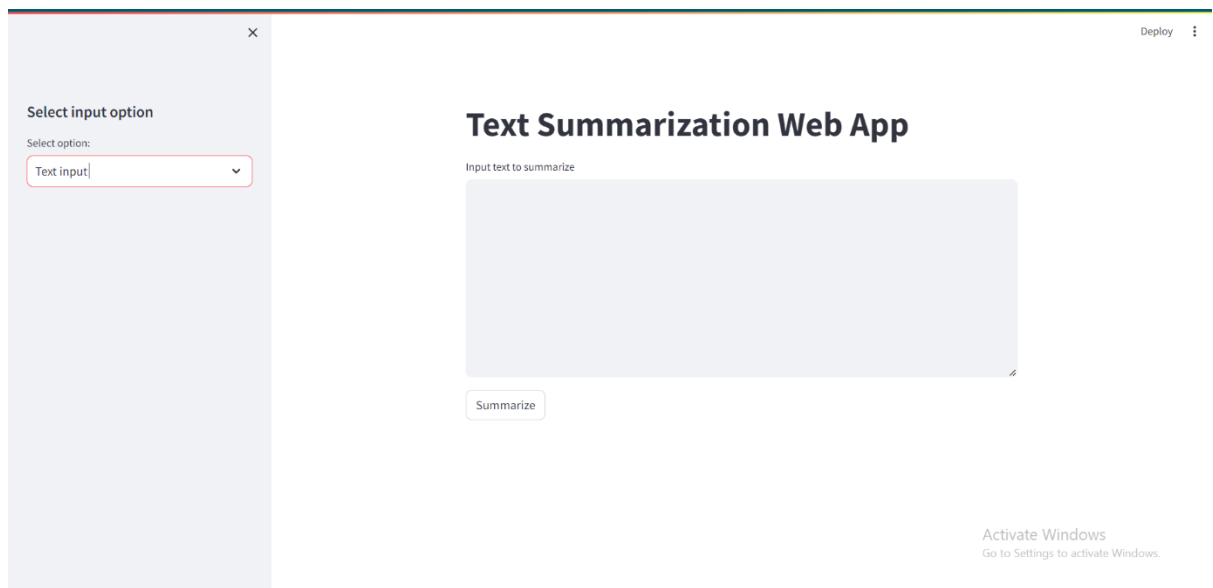 Deploy
Select input option
Select option:
Text input
Text Summarization Web App
Input text to summarize
Summarize
Activate Windows
Go to Settings to activate Windows.